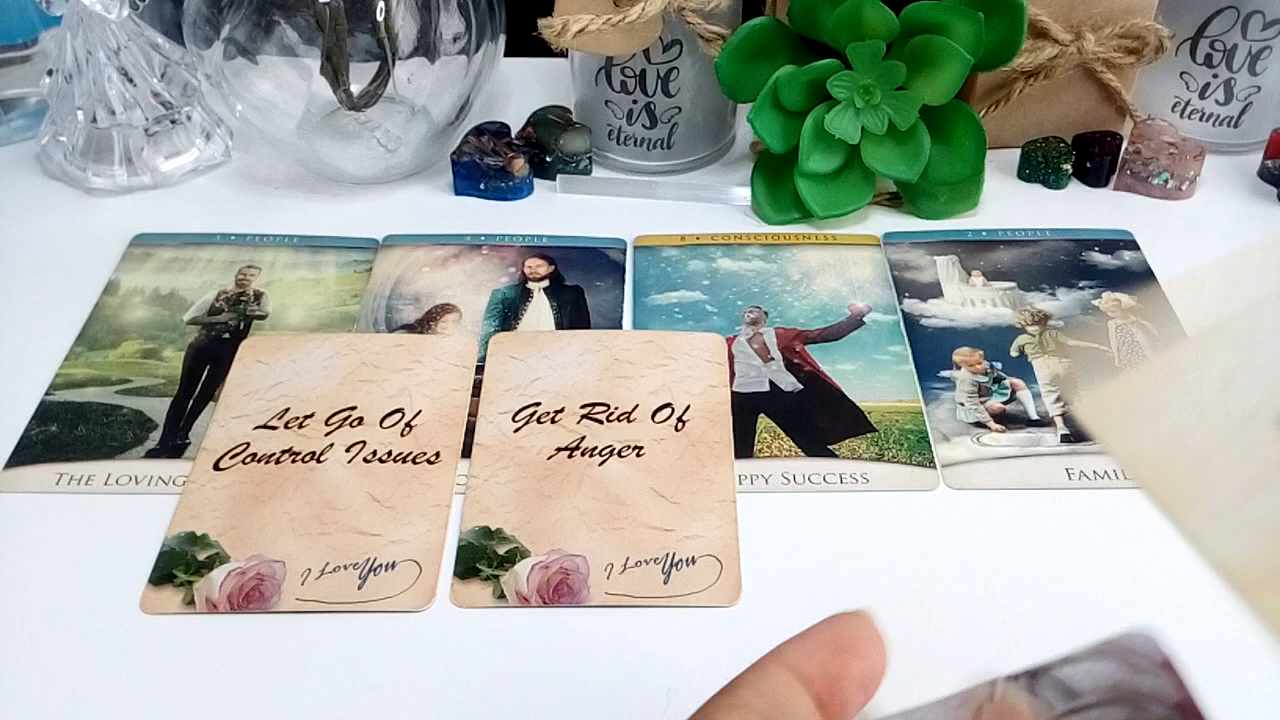 love
is
eternal
love
is
eternal
5 • PEOPLE
4 • PEOPLE
8 • CONSCIOUSNESS
2 • PEOPLE
THE LOVING
PPY SUCCESS
FAMIL
Let Go Of
Control Issues
Get Rid Of
Anger
I Love You
I Love You